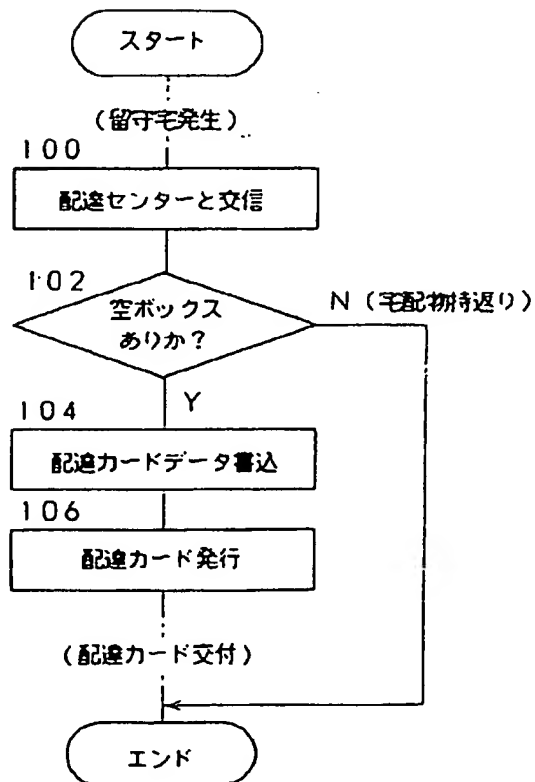 スタート
(留守宅発生)
100
配達センターと交信
102
空ボックス
ありか?
N (宅配物持返り)
Y
104
配達カードデータ書込
106
配達カード発行
(配達カード交付)
エンド